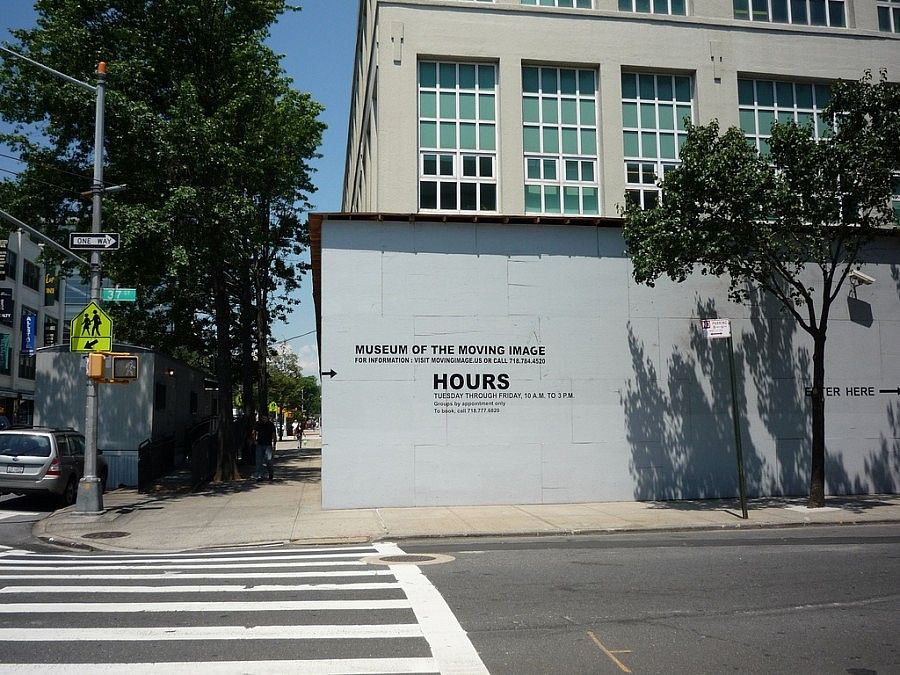 ONE WAY
37 ST
MUSEUM OF THE MOVING IMAGE
FOR INFORMATION : VISIT MOVINGIMAGE.US OR CALL 718.784.4520
HOURS
TUESDAY THROUGH FRIDAY, 10 A.M. TO 3 P.M.
Groups by appointment only
To book, call 718.777.6820
ENTER HERE